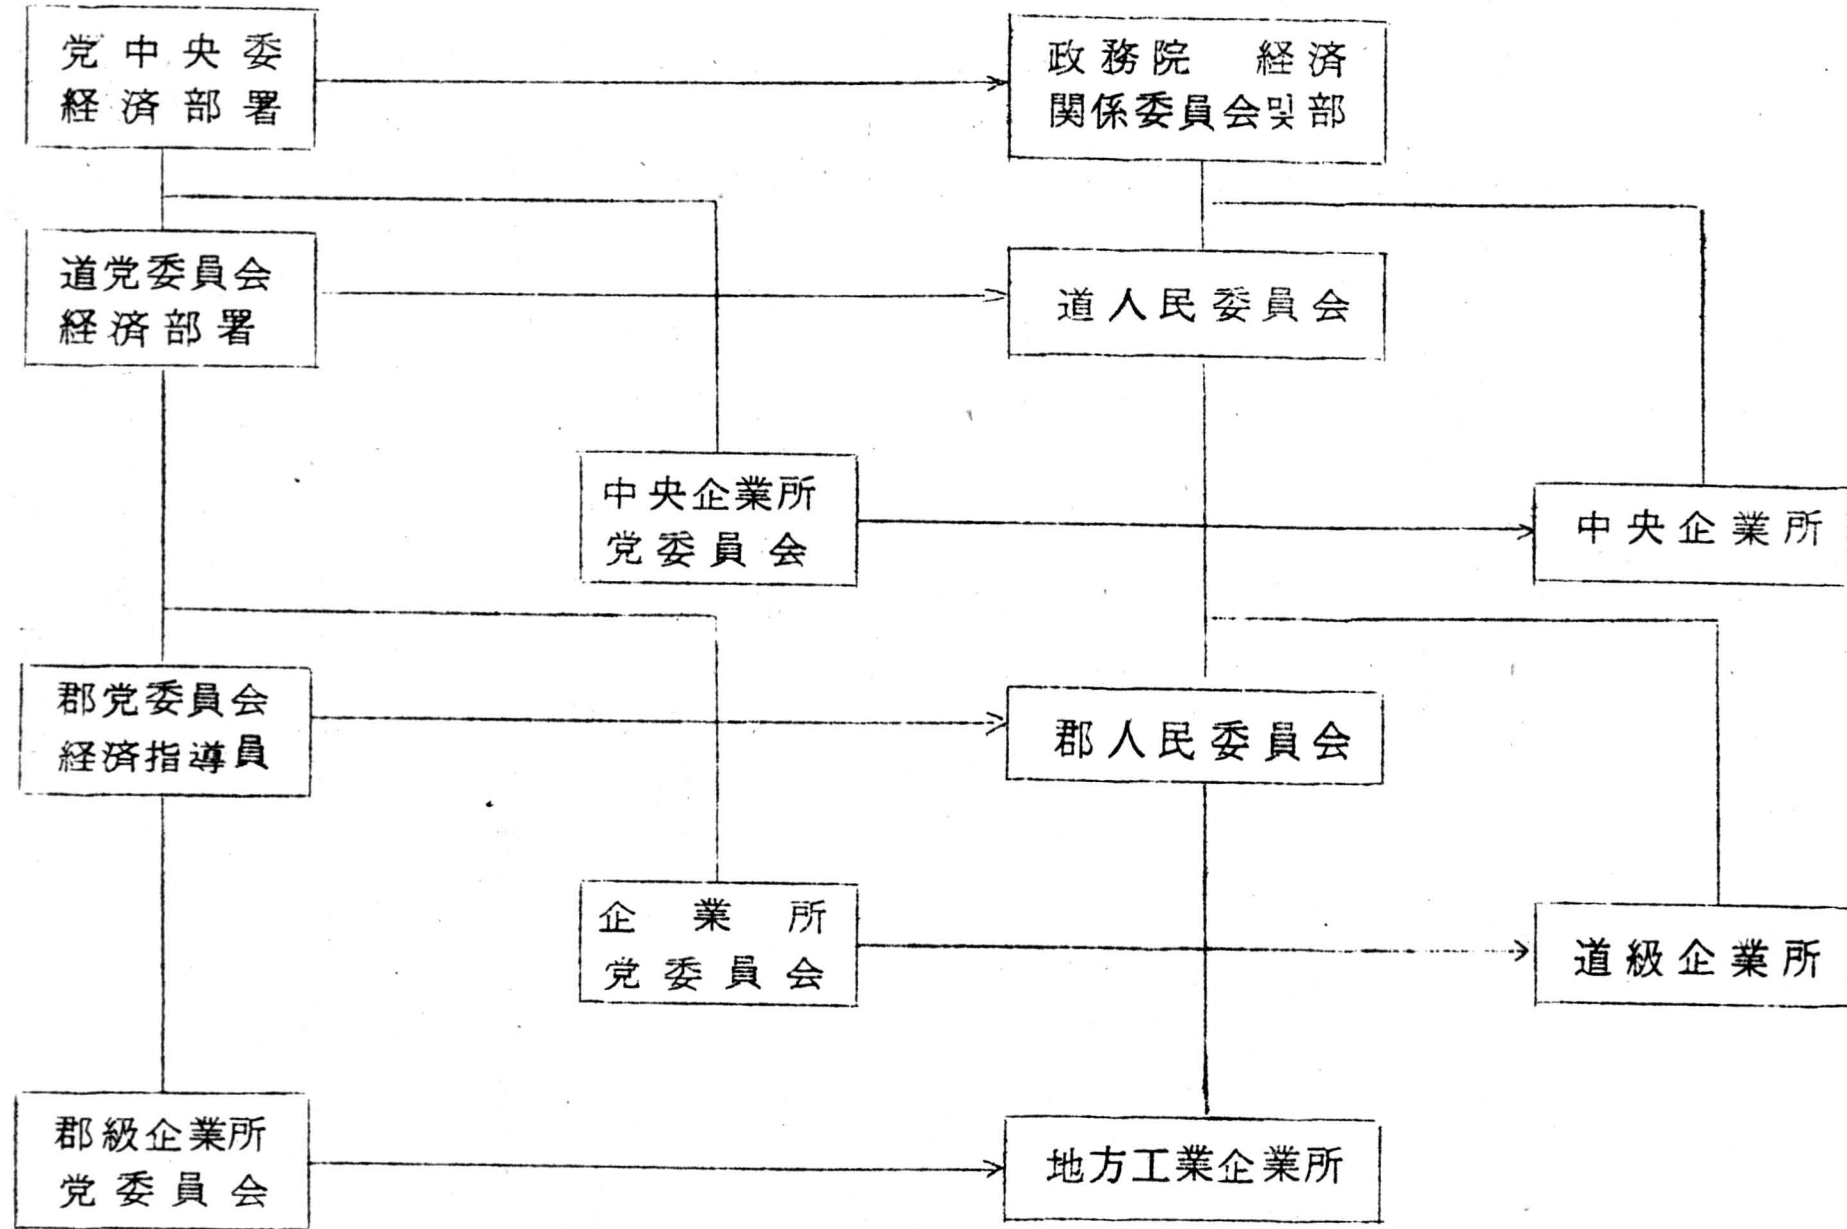 党中央委
経済部署
政務院 経済
関係委員会및部
道党委員会
経済部署
道人民委員会
中央企業所
党委員会
中央企業所
郡党委員会
経済指導員
郡人民委員会
企業所
党委員会
道級企業所
郡級企業所
党委員会
地方工業企業所